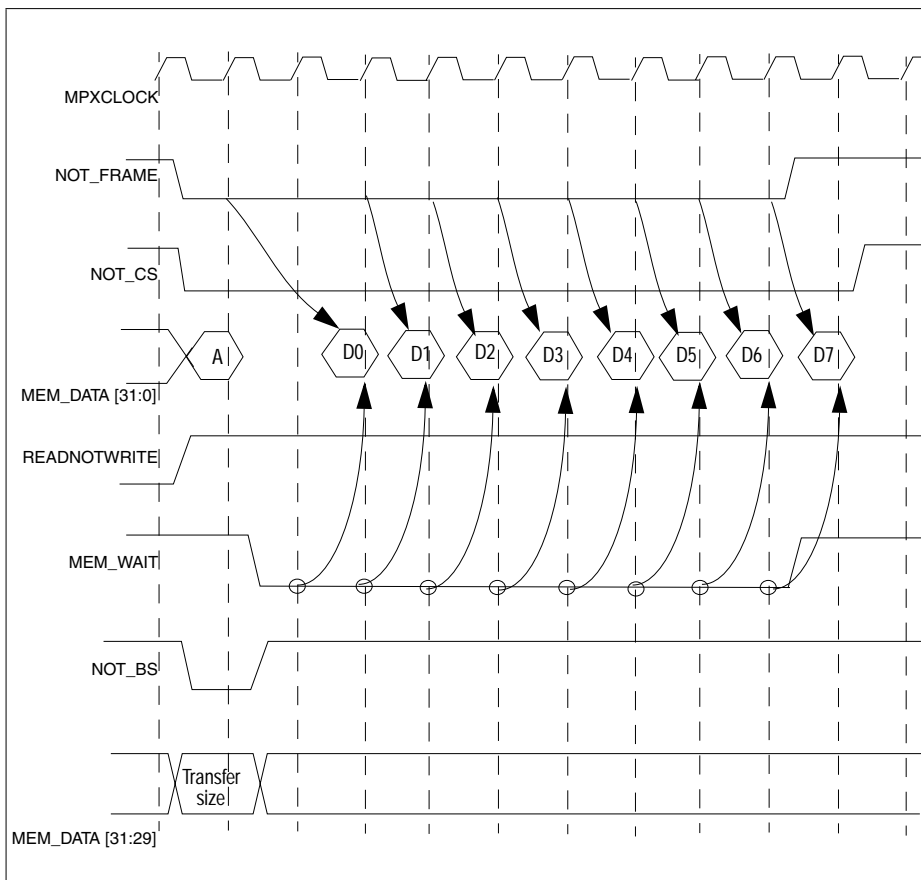 MPXCLOCK
NOT_FRAME
NOT_CS
A D0 D1 D2 D3 D4 D5 D6 D7
MEM_DATA [31:0]
READNOTWRITE
MEM_WAIT
NOT_BS
Transfer
size
MEM_DATA [31:29]